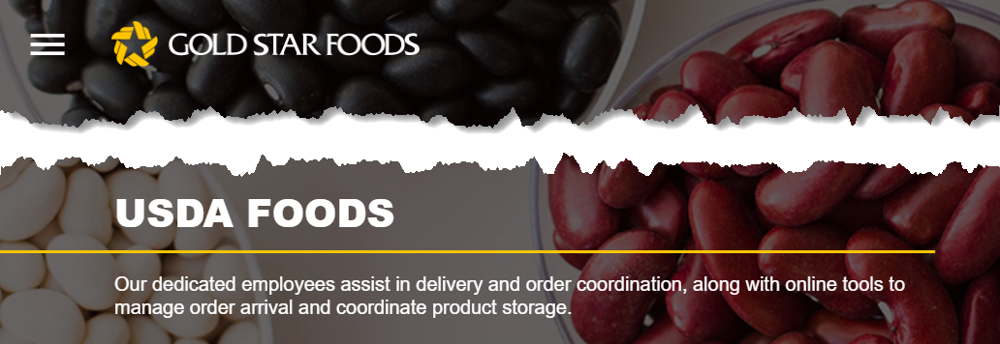 GOLD STAR FOODS
USDA FOODS
Our dedicated employees assist in delivery and order coordination, along with online tools to
manage order arrival and coordinate product storage.